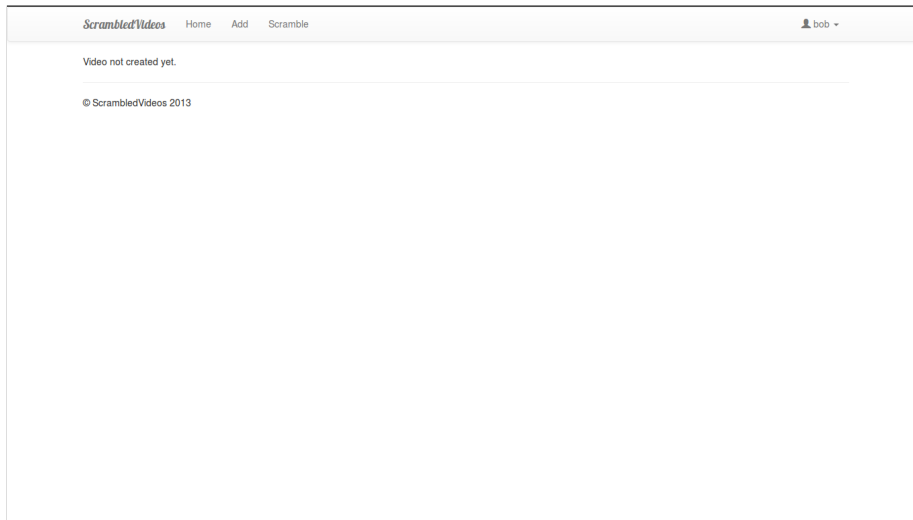 ScrambledVideos Home Add Scramble bob
Video not created yet.
© ScrambledVideos 2013